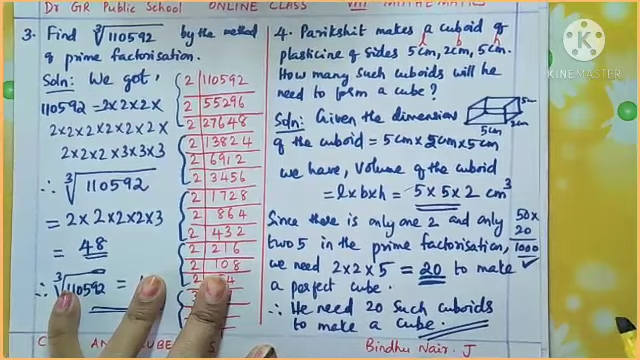 Dr GR Public School ONLINE CLASS VIII MATHEMATICS
3. Find ∛110592 by the method
of prime factorisation.
Soln: We got,
110592 = 2×2×2×
2×2×2×2×2×2×
2×2×2×3×3×3
∴ ∛110592
= 2×2×2×2×3
= 48
∴ ∛110592 =
2 110592
2 55296
2 27648
2 13824
2 6912
2 3456
2 1728
2 864
2 432
2 216
2 108
2 54
4. Parikshit makes a cuboid of
l b h
plasticine of sides 5cm, 2cm, 5cm.
How many such cuboids will he
need to form a cube?
Soln: Given the dimension
5cm
2cm
5cm
of the cuboid = 5cm×2cm×5cm
we have, Volume of the cuboid
= l×b×h = 5×5×2 cm³
Since there is only one 2 and only
two 5 in the prime factorisation,
50×
20
1000
we need 2×2×5 = 20 to make
a perfect cube.
∴ He need 20 such cuboids
to make a cube.
Bindhu Nair. J
KINEMASTER